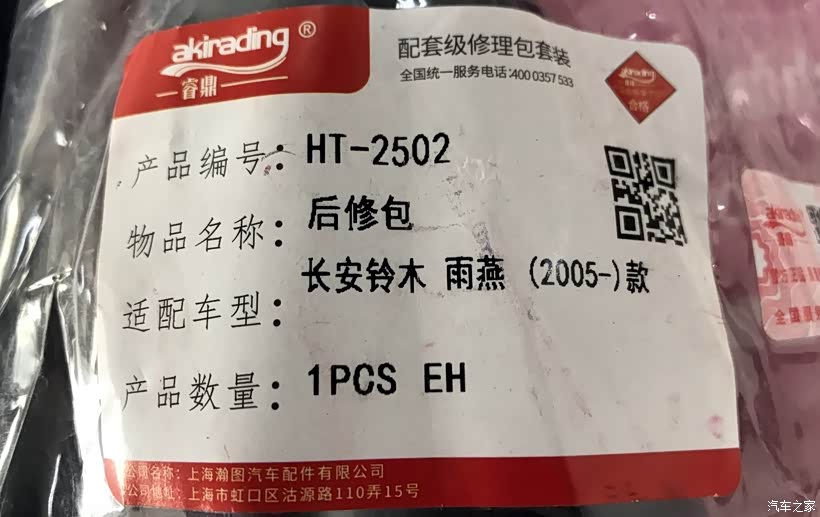 akirading®
睿鼎
配套级修理包套装
全国统一服务电话:400 0357 533
akirading
合格
产品编号：HT-2502
物品名称：后修包
适配车型：长安铃木 雨燕 (2005-)款
产品数量：1PCS EH
公司名称：上海瀚图汽车配件有限公司
公司地址：上海市虹口区沽源路110弄15号
akirading
汽车之家